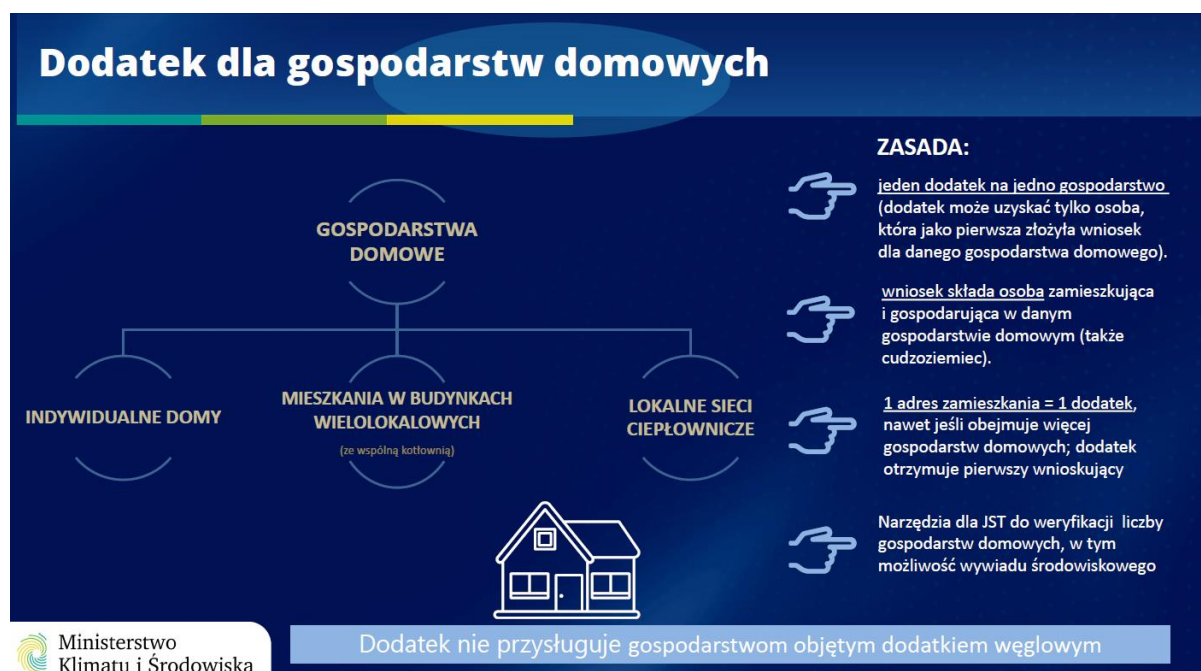 Dodatek dla gospodarstw domowych
GOSPODARSTWA
DOMOWE
INDYWIDUALNE DOMY
MIESZKANIA W BUDYNKACH
WIELOLOKALOWYCH
(ze wspólną kotłownią)
LOKALNE SIECI
CIEPŁOWNICZE
ZASADA:
jeden dodatek na jedno gospodarstwo
(dodatek może uzyskać tylko osoba,
która jako pierwsza złożyła wniosek
dla danego gospodarstwa domowego).
wniosek składa osoba zamieszkująca
i gospodarująca w danym
gospodarstwie domowym (także
cudzoziemiec).
1 adres zamieszkania = 1 dodatek,
nawet jeśli obejmuje więcej
gospodarstw domowych; dodatek
otrzymuje pierwszy wnioskujący
Narzędzia dla JST do weryfikacji liczby
gospodarstw domowych, w tym
możliwość wywiadu środowiskowego
Ministerstwo
Klimatu i Środowiska
Dodatek nie przysługuje gospodarstwom objętym dodatkiem węglowym